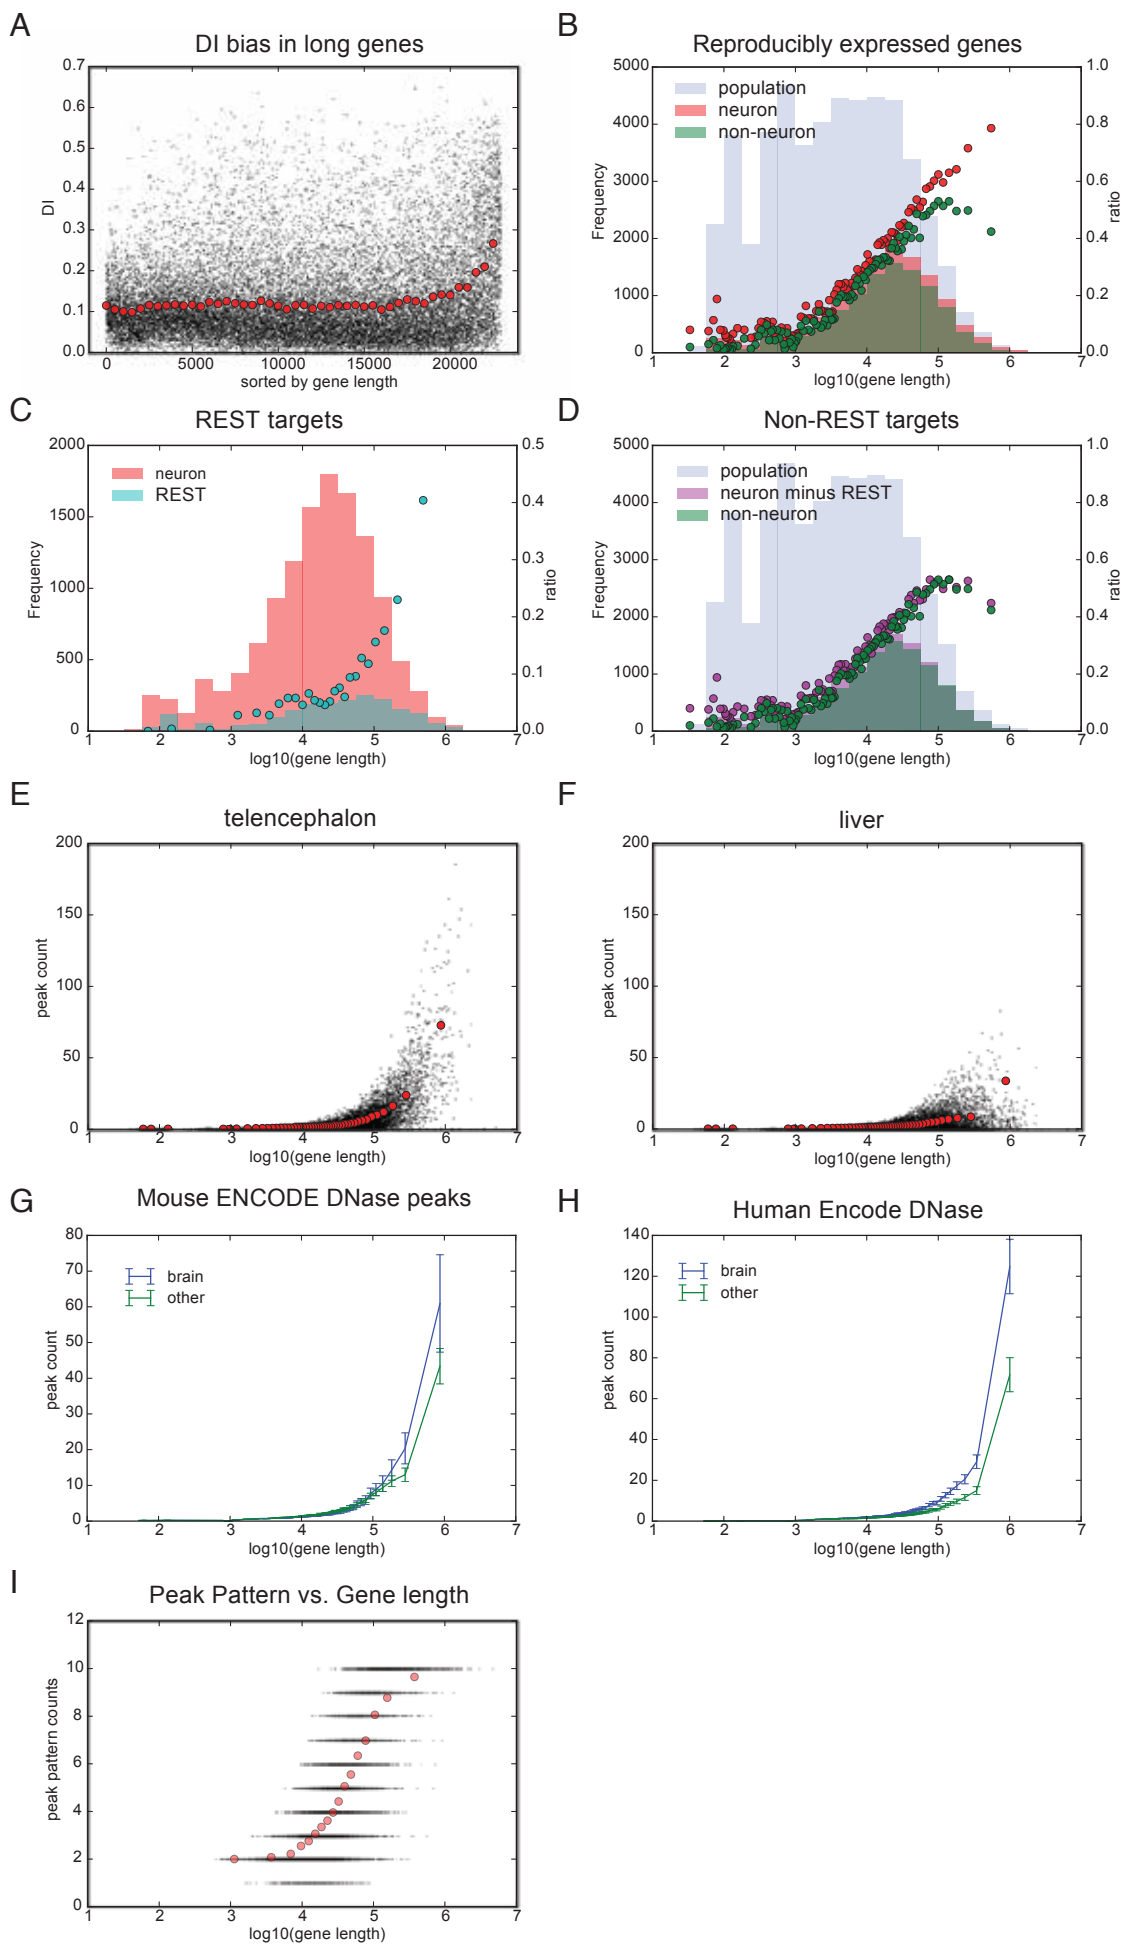 A
DI bias in long genes
0.7
0.6
0.5
0.4
0.3
0.2
0.1
0.0
DI
0 5000 10000 15000 20000
sorted by gene length
B
Reproducibly expressed genes
population
neuron
non-neuron
5000
4000
3000
2000
1000
0
Frequency
1.0
0.8
0.6
0.4
0.2
0.0
ratio
1 2 3 4 5 6 7
log10(gene length)
C
REST targets
neuron
REST
2000
1500
1000
500
0
Frequency
0.5
0.4
0.3
0.2
0.1
0.0
ratio
1 2 3 4 5 6 7
log10(gene length)
D
Non-REST targets
population
neuron minus REST
non-neuron
5000
4000
3000
2000
1000
0
Frequency
1.0
0.8
0.6
0.4
0.2
0.0
ratio
1 2 3 4 5 6 7
log10(gene length)
E
telencephalon
200
150
100
50
0
peak count
1 2 3 4 5 6 7
log10(gene length)
F
liver
200
150
100
50
0
peak count
1 2 3 4 5 6 7
log10(gene length)
G
Mouse ENCODE DNase peaks
brain
other
80
70
60
50
40
30
20
10
0
peak count
1 2 3 4 5 6 7
log10(gene length)
H
Human Encode DNase
brain
other
140
120
100
80
60
40
20
0
peak count
1 2 3 4 5 6 7
log10(gene length)
I
Peak Pattern vs. Gene length
12
10
8
6
4
2
0
peak pattern counts
1 2 3 4 5 6 7
log10(gene length)